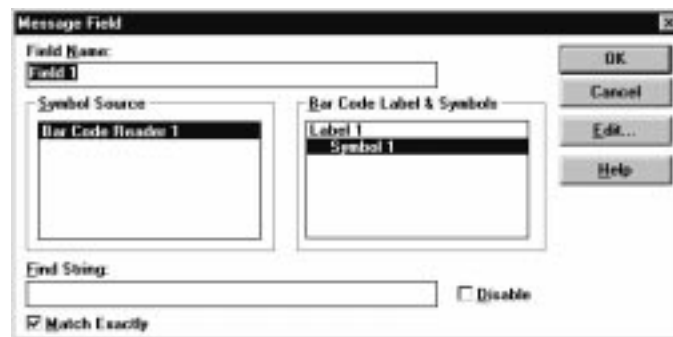 Message Field
Field Name:
Field 1
OK
Cancel
Edit...
Help
Symbol Source
Bar Code Reader 1
Bar Code Label & Symbols
Label 1
Symbol 1
Find String:
Disable
Match Exactly